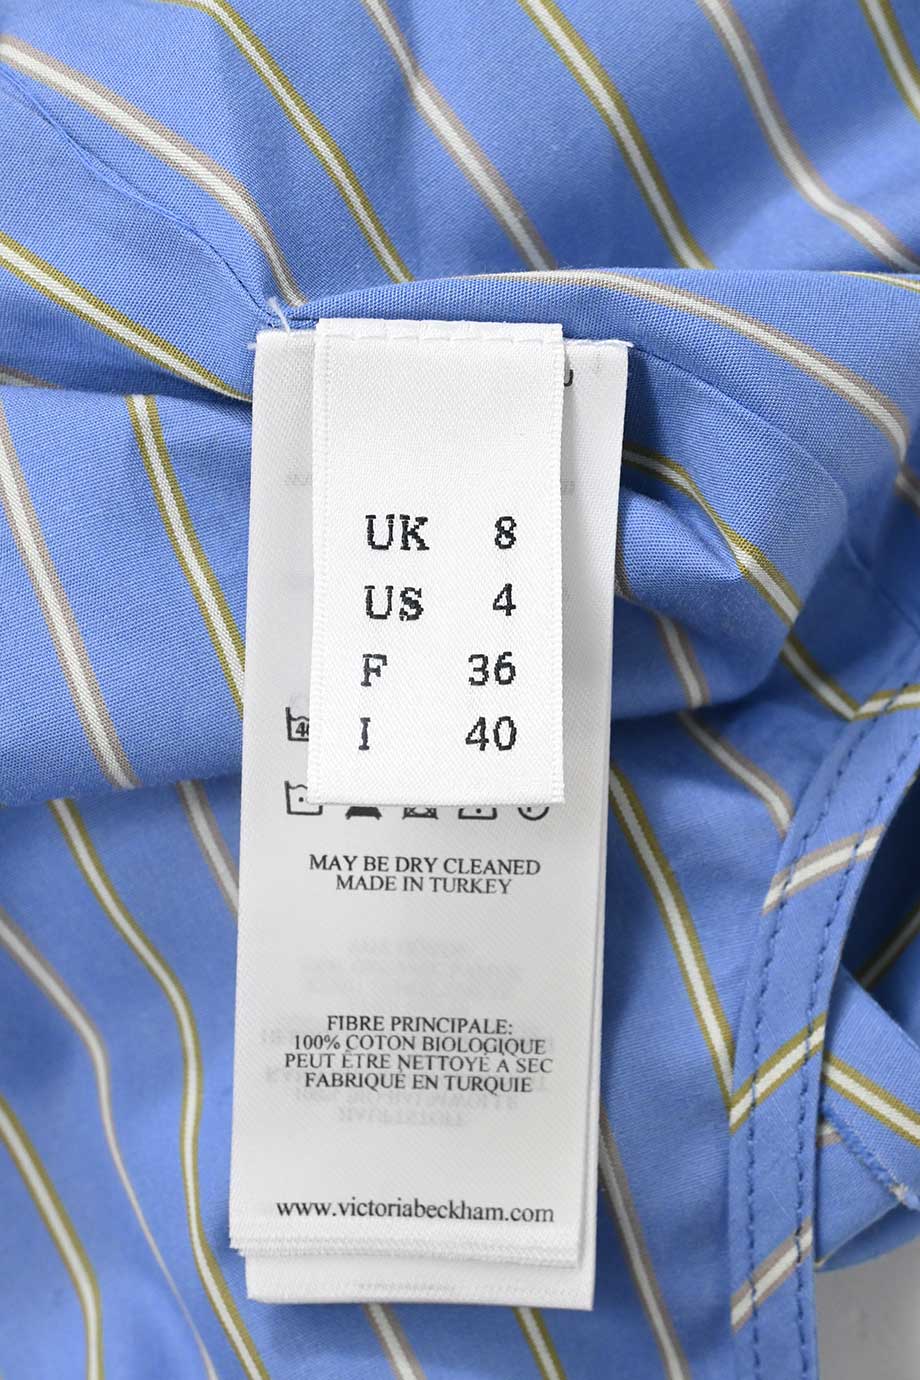 UK 8
US 4
F 36
I 40
MAY BE DRY CLEANED
MADE IN TURKEY
FIBRE PRINCIPALE:
100% COTON BIOLOGIQUE
PEUT ÊTRE NETTOYÉ A SEC
FABRIQUÉ EN TURQUIE
www.victoriabeckham.com